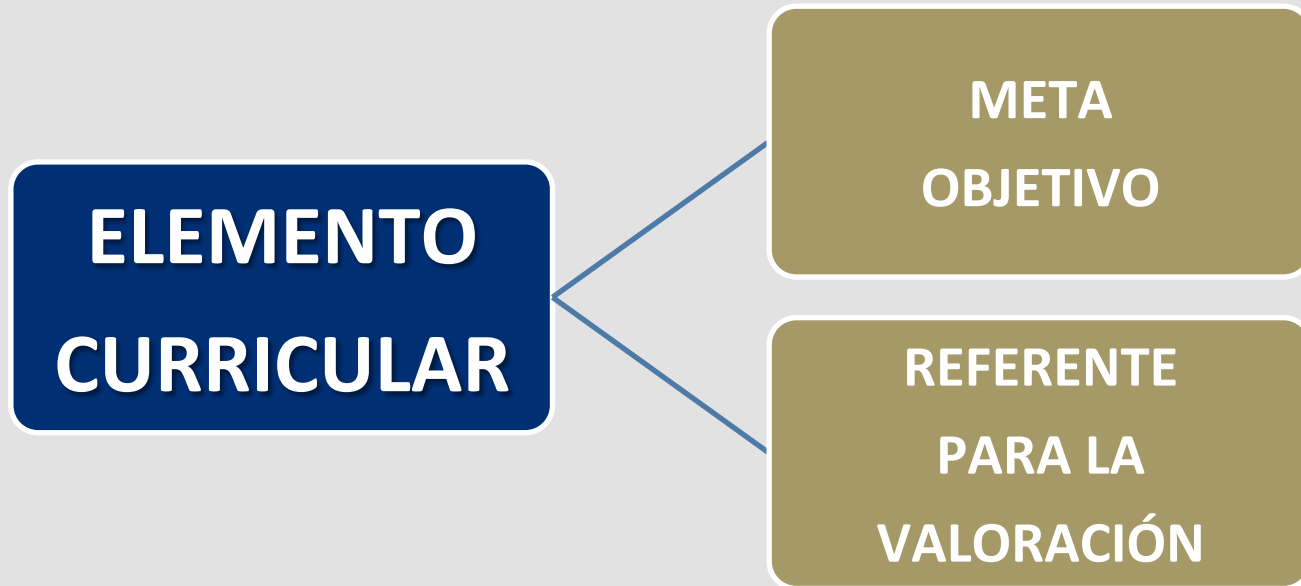 ELEMENTO
CURRICULAR
META
OBJETIVO
REFERENTE
PARA LA
VALORACIÓN